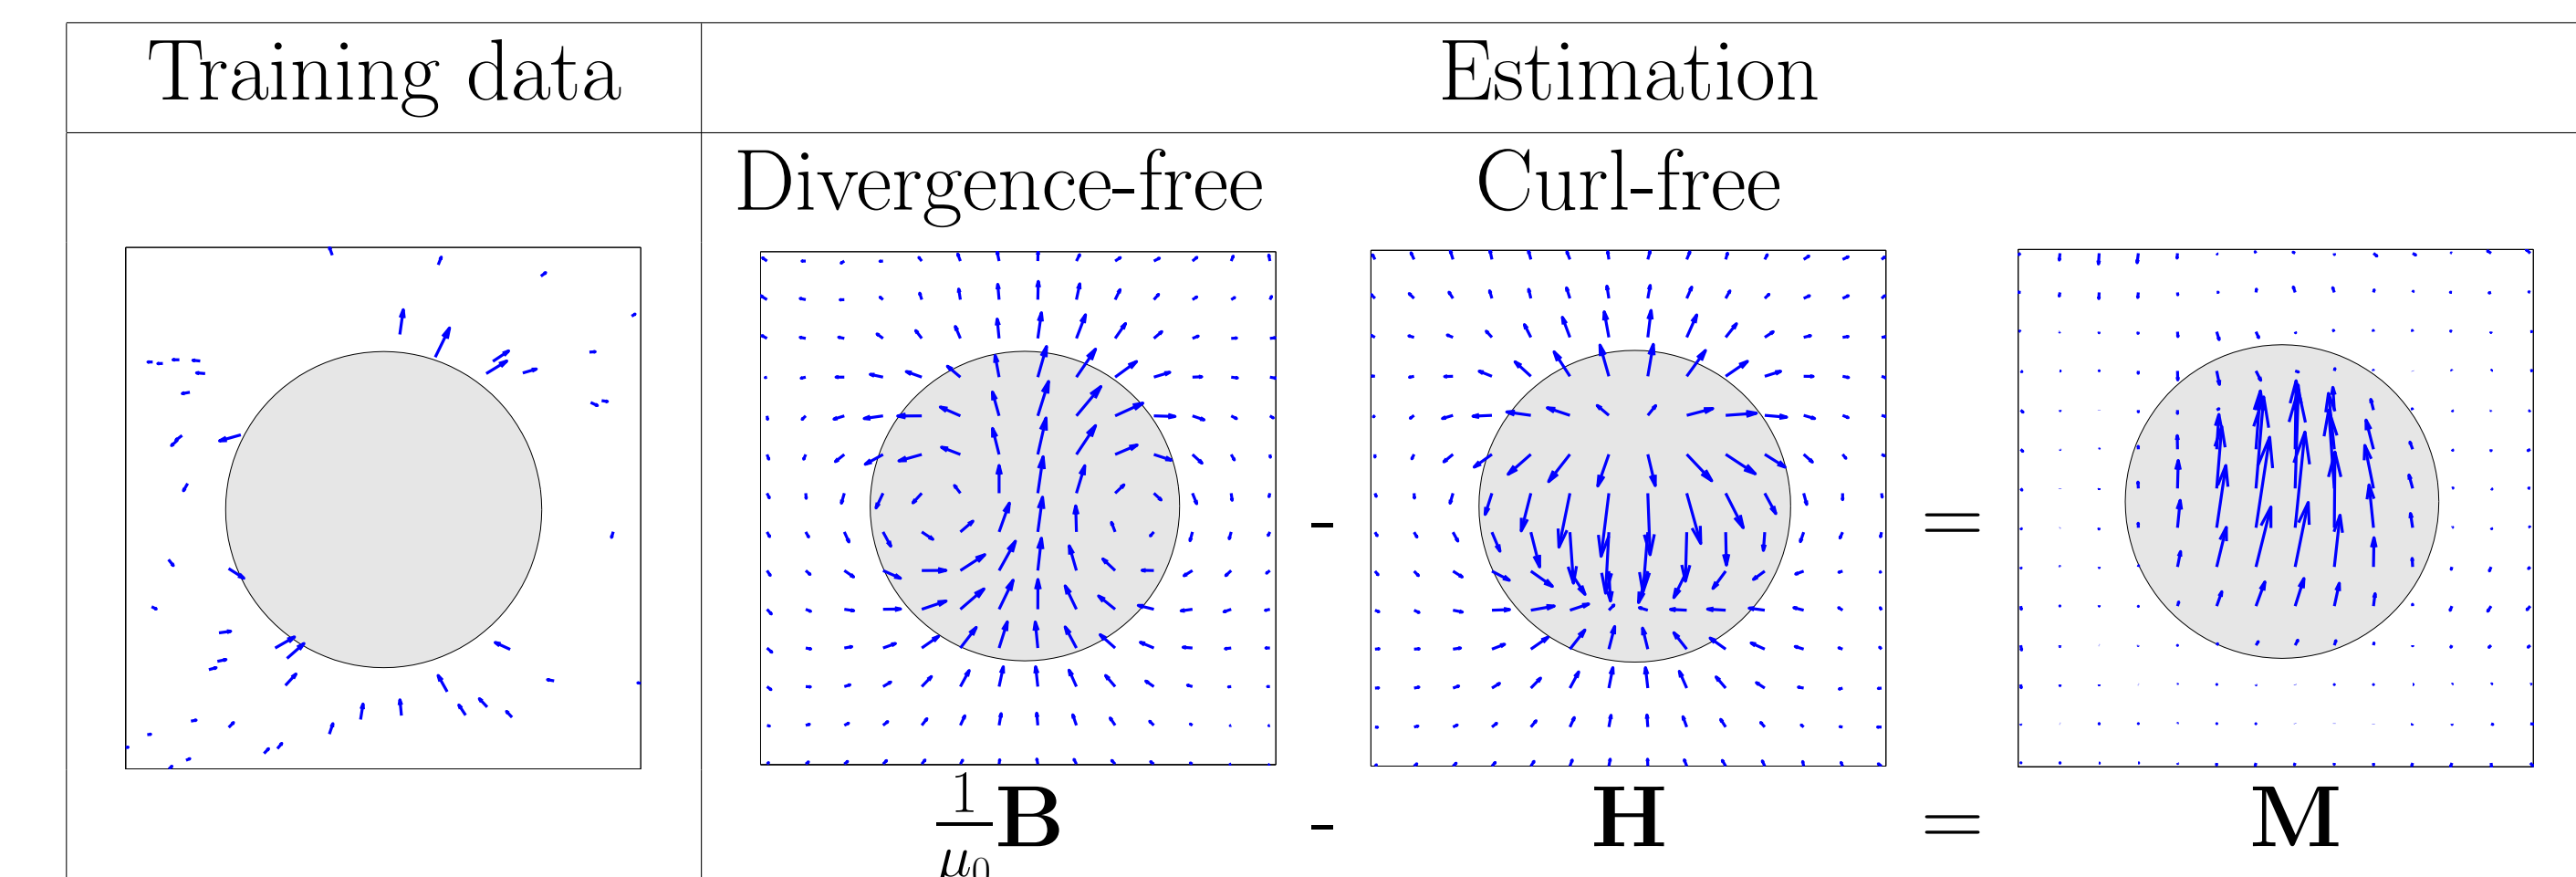 Training data Estimation
Divergence-free Curl-free
- =
1/μ0 B - H = M